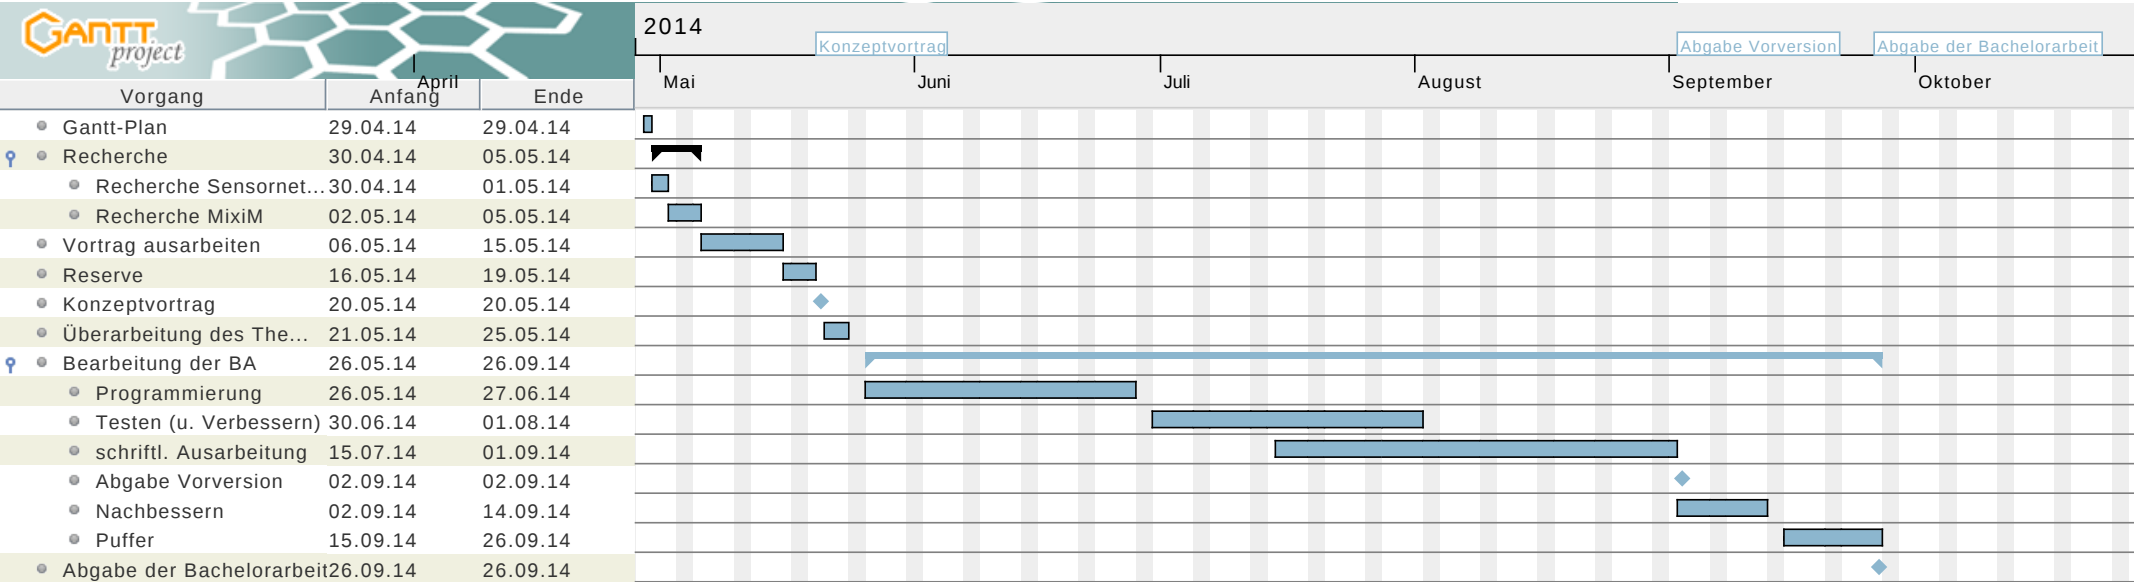 GANTT
project
2014
Konzeptvortrag
Abgabe Vorversion
Abgabe der Bachelorarbeit
April
Mai
Juni
Juli
August
September
Oktober
Vorgang Anfang Ende
Gantt-Plan 29.04.14 29.04.14
Recherche 30.04.14 05.05.14
Recherche Sensornet... 30.04.14 01.05.14
Recherche MixiM 02.05.14 05.05.14
Vortrag ausarbeiten 06.05.14 15.05.14
Reserve 16.05.14 19.05.14
Konzeptvortrag 20.05.14 20.05.14
Überarbeitung des The... 21.05.14 25.05.14
Bearbeitung der BA 26.05.14 26.09.14
Programmierung 26.05.14 27.06.14
Testen (u. Verbessern) 30.06.14 01.08.14
schriftl. Ausarbeitung 15.07.14 01.09.14
Abgabe Vorversion 02.09.14 02.09.14
Nachbessern 02.09.14 14.09.14
Puffer 15.09.14 26.09.14
Abgabe der Bachelorarbeit 26.09.14 26.09.14